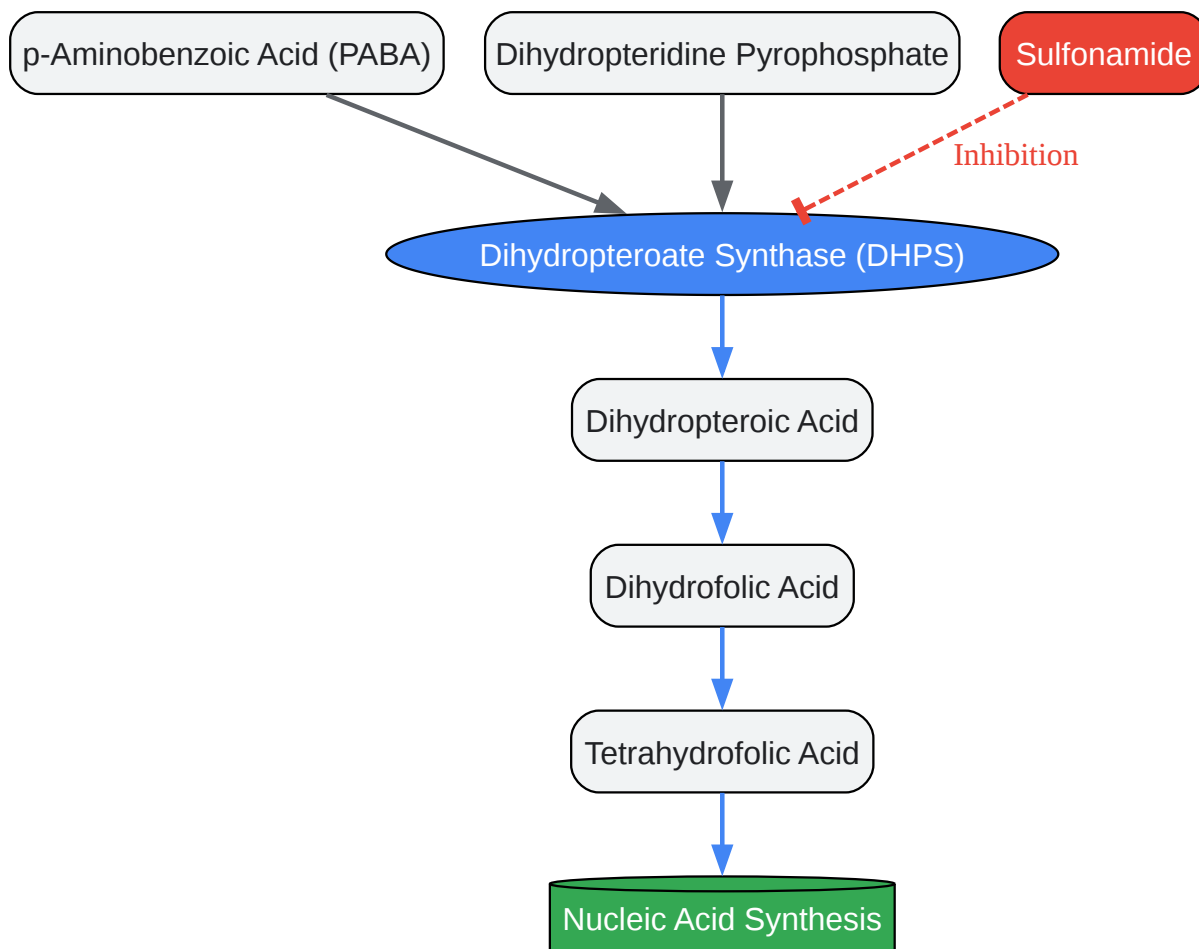 p-Aminobenzoic Acid (PABA)
Dihydropteridine Pyrophosphate
Sulfonamide
Inhibition
Dihydropteroate Synthase (DHPS)
Dihydropteroic Acid
Dihydrofolic Acid
Tetrahydrofolic Acid
Nucleic Acid Synthesis